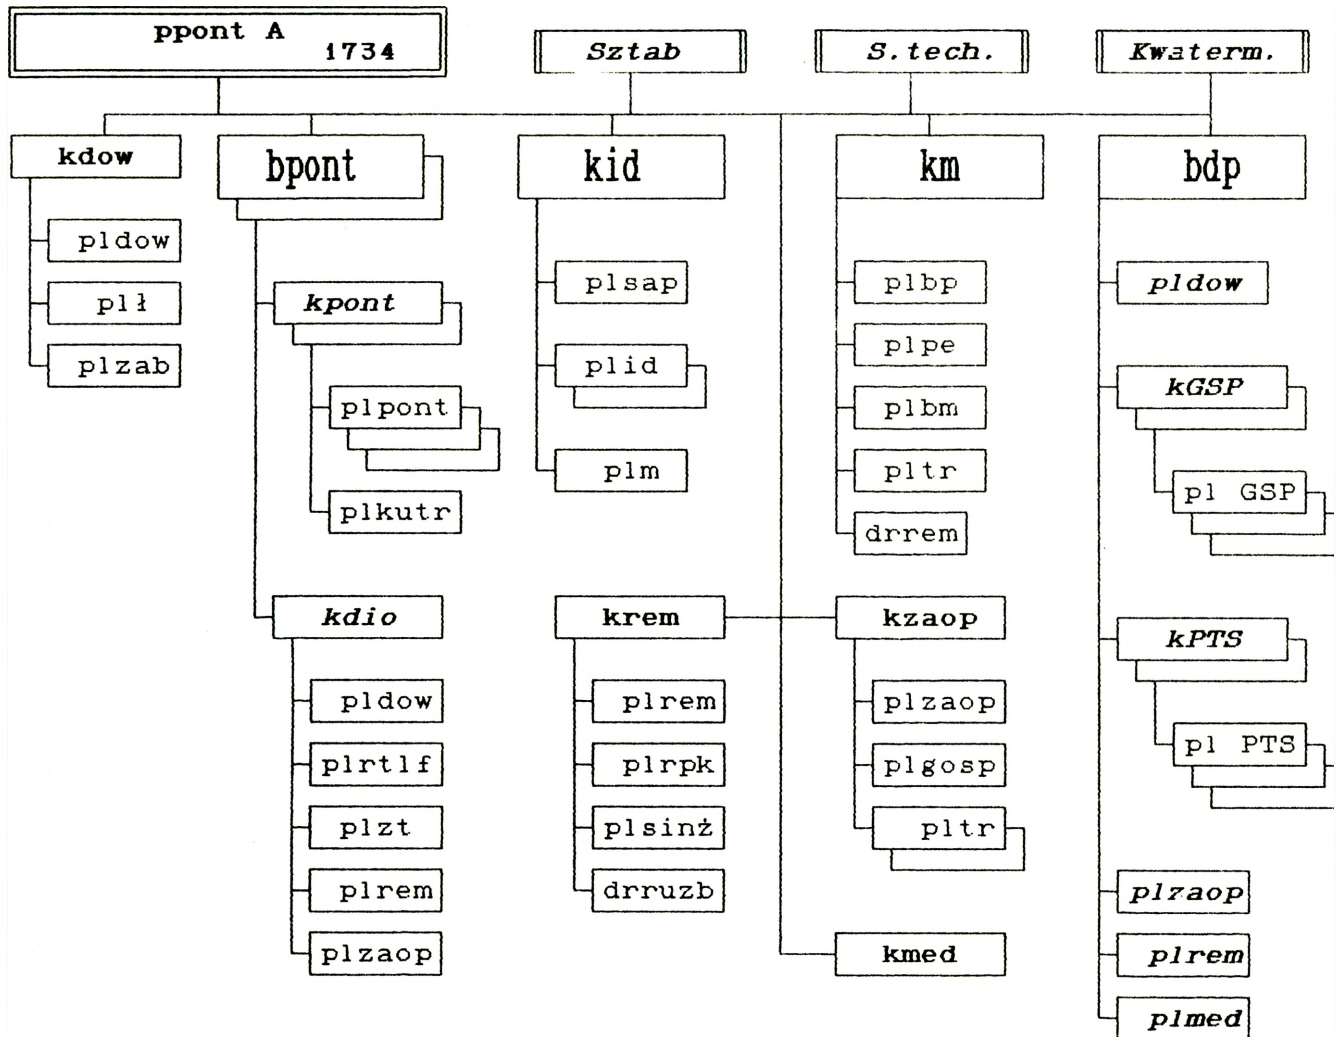 ppont A
1734
Sztab
S.tech.
Kwaterm.
kdow
pldow
plł
plzab
bpont
kpont
plpont
plkutr
kdio
pldow
plrtlf
plzt
plrem
plzaop
kid
plsap
plid
plm
krem
plrem
plrpk
plsinż
drruzb
km
plbp
plpe
plbm
pltr
drrem
kzaop
plzaop
plgosp
pltr
kmed
bdp
pldow
kGSP
pl GSP
kPTS
pl PTS
plzaop
plrem
plmed